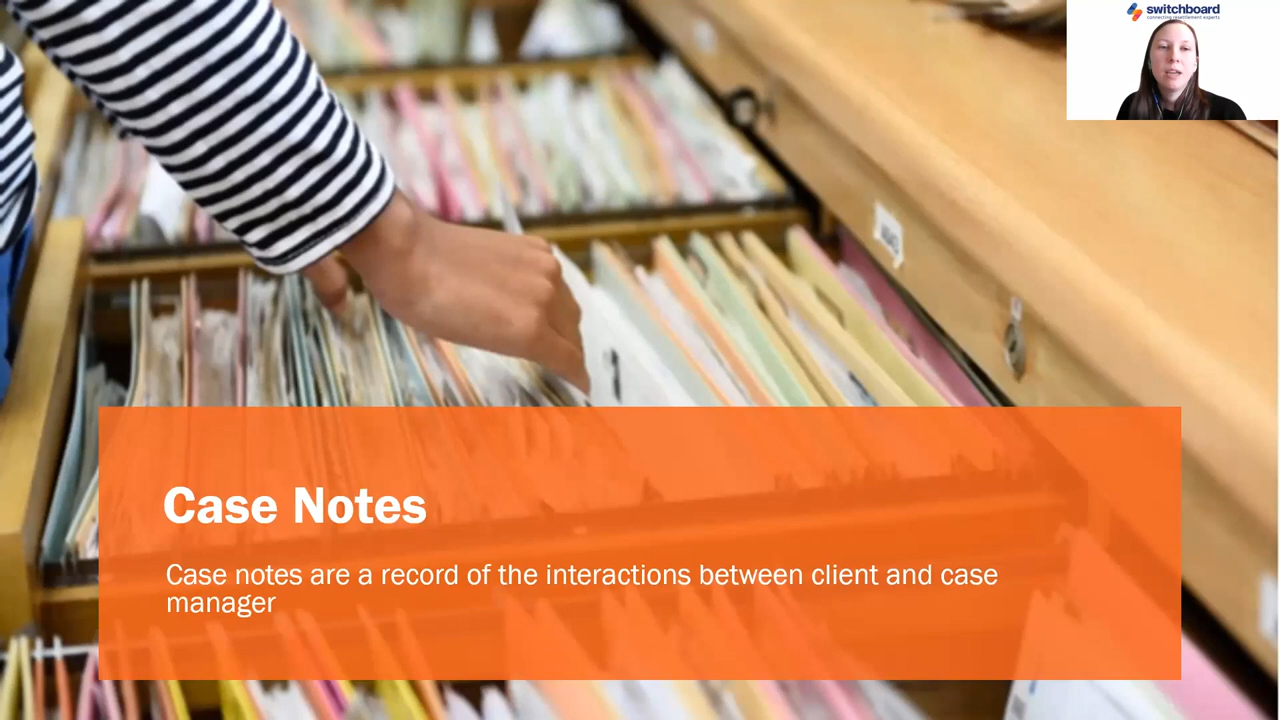 switchboard
connecting resettlement experts
Case Notes
Case notes are a record of the interactions between client and case
manager